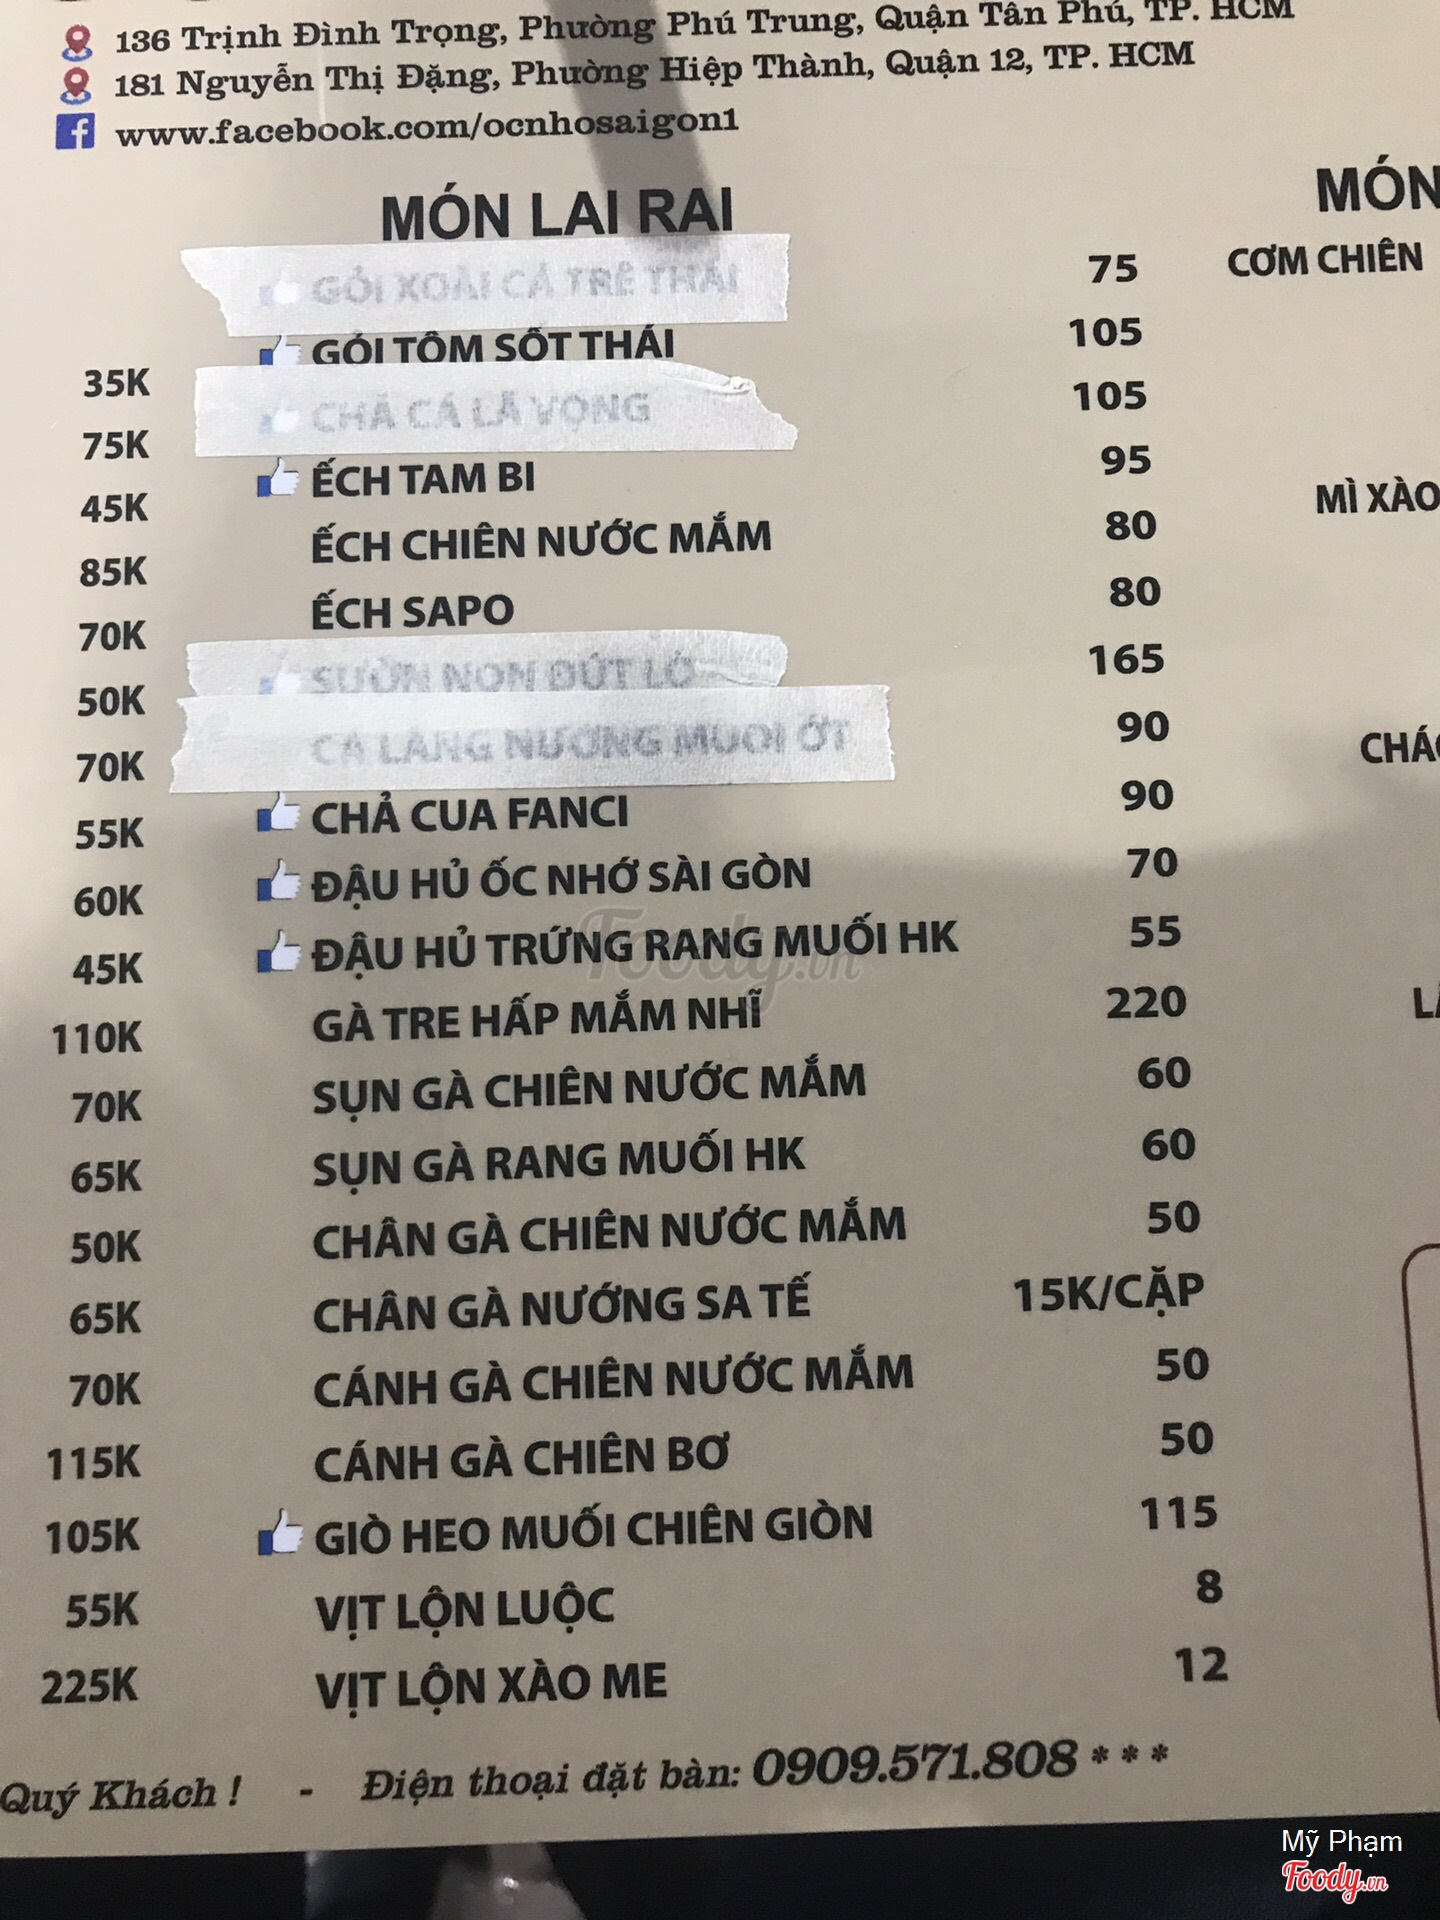 136 Trịnh Đình Trọng, Phường Phú Trung, Quận Tân Phú, TP. HCM
181 Nguyễn Thị Đặng, Phường Hiệp Thành, Quận 12, TP. HCM
www.facebook.com/ocnhosaigon1
MÓN LAI RAI
MÓN
GỎI XOÀI CÁ TRÊ THÁI 75
CƠM CHIÊN
GỎI TÔM SỐT THÁI 105
35K
CHẢ CÁ LÃ VỌNG 105
75K
ẾCH TAM BI 95
MÌ XÀO
45K
ẾCH CHIÊN NƯỚC MẮM 80
85K
ẾCH SAPO 80
70K
SƯỜN NON ĐÚT LÒ 165
50K
CÁ LĂNG NƯỚNG MUỐI ỚT 90
70K
CHẢ CUA FANCI 90
55K
ĐẬU HỦ ỐC NHỚ SÀI GÒN 70
60K
ĐẬU HỦ TRỨNG RANG MUỐI HK 55
45K
GÀ TRE HẤP MẮM NHĨ 220
110K
SỤN GÀ CHIÊN NƯỚC MẮM 60
70K
SỤN GÀ RANG MUỐI HK 60
65K
CHÂN GÀ CHIÊN NƯỚC MẮM 50
50K
CHÂN GÀ NƯỚNG SA TẾ 15K/CẶP
65K
CÁNH GÀ CHIÊN NƯỚC MẮM 50
70K
CÁNH GÀ CHIÊN BƠ 50
115K
GIÒ HEO MUỐI CHIÊN GIÒN 115
105K
VỊT LỘN LUỘC 8
55K
VỊT LỘN XÀO ME 12
225K
Quý Khách ! - Điện thoại đặt bàn: 0909.571.808 * * *
Foody.vn
Mỹ Phạm
Foody.vn